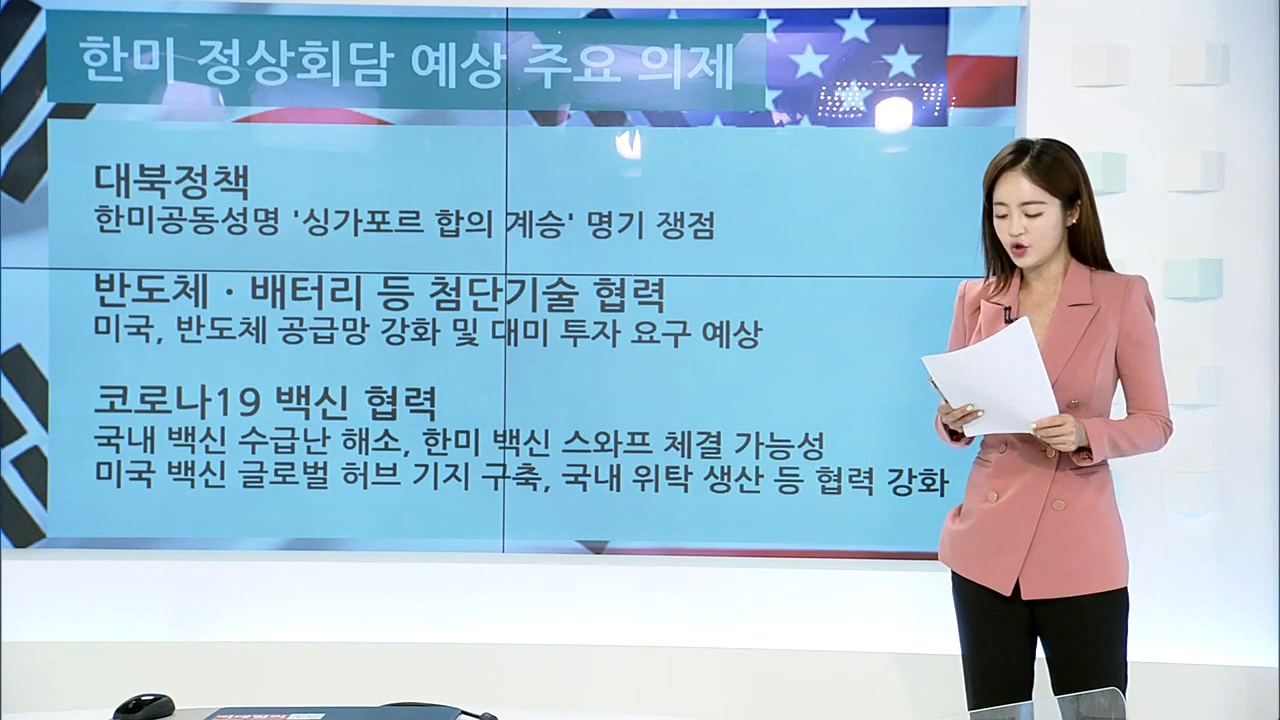 한미 정상회담 예상 주요 의제
대북정책
한미공동성명 '싱가포르 합의 계승' 명기 쟁점
반도체 · 배터리 등 첨단기술 협력
미국, 반도체 공급망 강화 및 대미 투자 요구 예상
코로나19 백신 협력
국내 백신 수급난 해소, 한미 백신 스와프 체결 가능성
미국 백신 글로벌 허브 기지 구축, 국내 위탁 생산 등 협력 강화